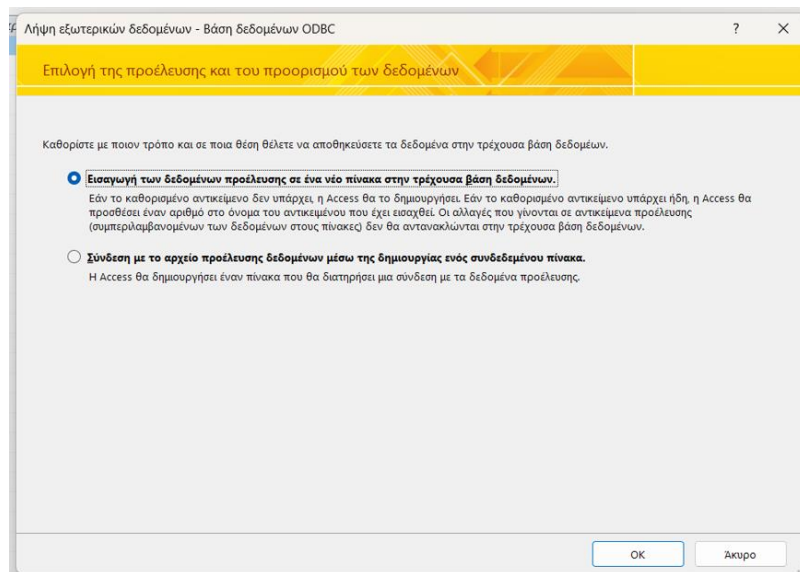 Λήψη εξωτερικών δεδομένων - Βάση δεδομένων ODBC
Επιλογή της προέλευσης και του προορισμού των δεδομένων
Καθορίστε με ποιον τρόπο και σε ποια θέση θέλετε να αποθηκεύσετε τα δεδομένα στην τρέχουσα βάση δεδομέων.
Εισαγωγή των δεδομένων προέλευσης σε ένα νέο πίνακα στην τρέχουσα βάση δεδομένων.
Εάν το καθορισμένο αντικείμενο δεν υπάρχει, η Access θα το δημιουργήσει. Εάν το καθορισμένο αντικείμενο υπάρχει ήδη, η Access θα
προσθέσει έναν αριθμό στο όνομα του αντικειμένου που έχει εισαχθεί. Οι αλλαγές που γίνονται σε αντικείμενα προέλευσης
(συμπεριλαμβανομένων των δεδομένων στους πίνακες) δεν θα αντανακλώνται στην τρέχουσα βάση δεδομένων.
Σύνδεση με το αρχείο προέλευσης δεδομένων μέσω της δημιουργίας ενός συνδεδεμένου πίνακα.
Η Access θα δημιουργήσει έναν πίνακα που θα διατηρήσει μια σύνδεση με τα δεδομένα προέλευσης.
OK
Άκυρο